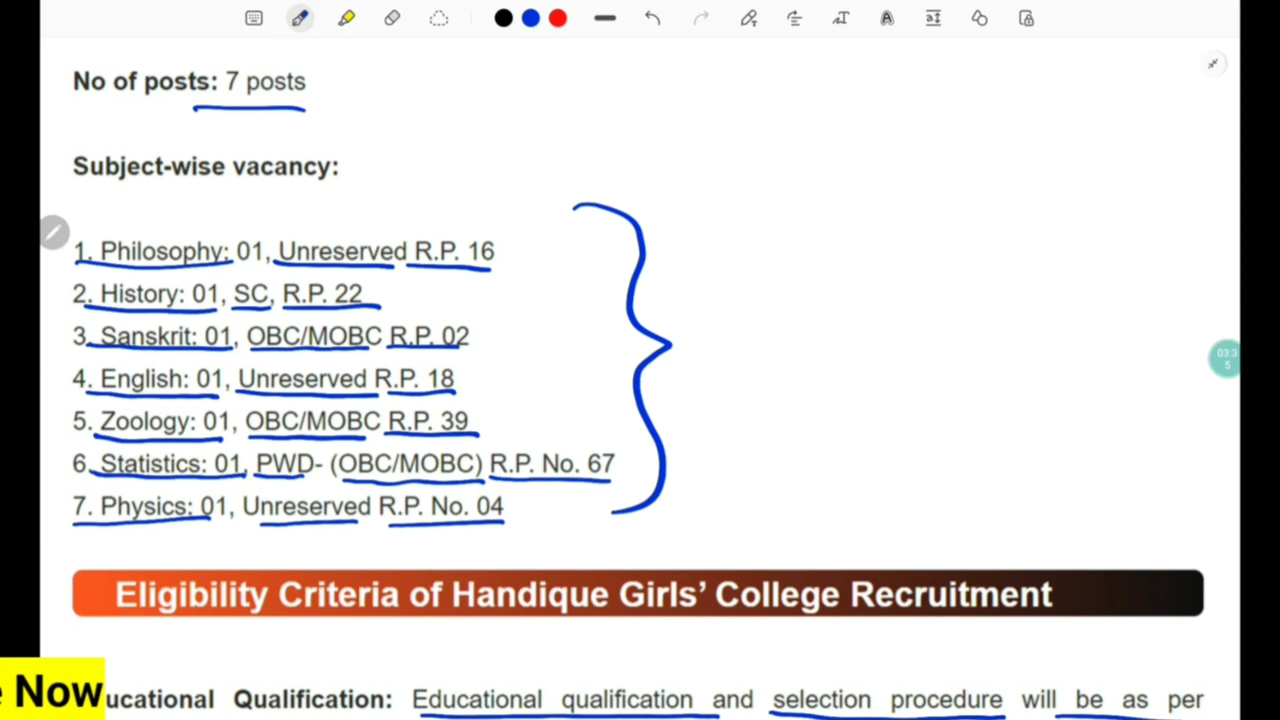 No of posts: 7 posts
Subject-wise vacancy:
1. Philosophy: 01, Unreserved R.P. 16
2. History: 01, SC, R.P. 22
3. Sanskrit: 01, OBC/MOBC R.P. 02
4. English: 01, Unreserved R.P. 18
5. Zoology: 01, OBC/MOBC R.P. 39
6. Statistics: 01, PWD- (OBC/MOBC) R.P. No. 67
7. Physics: 01, Unreserved R.P. No. 04
03:35
Eligibility Criteria of Handique Girls’ College Recruitment
Now
ucational Qualification: Educational qualification and selection procedure will be as per